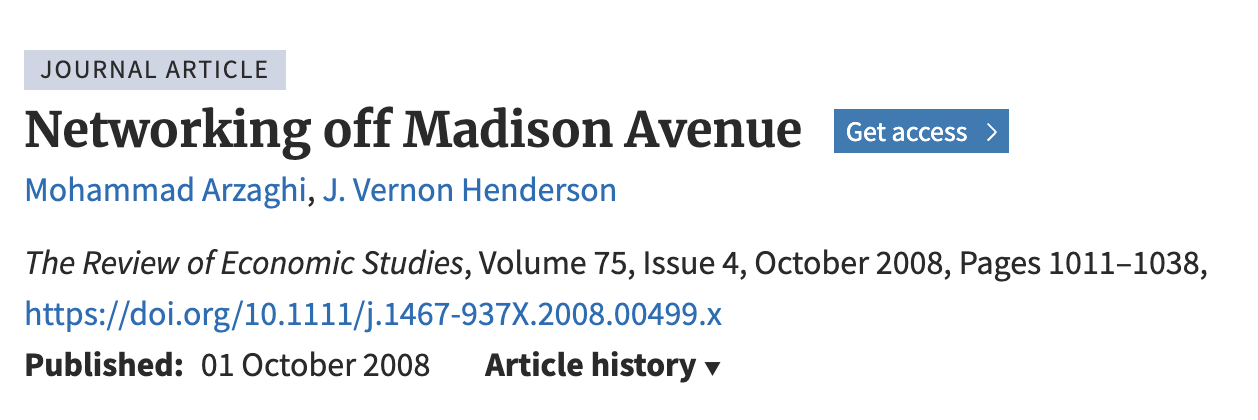 JOURNAL ARTICLE
Networking off Madison Avenue Get access >
Mohammad Arzaghi, J. Vernon Henderson
The Review of Economic Studies, Volume 75, Issue 4, October 2008, Pages 1011–1038,
https://doi.org/10.1111/j.1467-937X.2008.00499.x
Published: 01 October 2008 Article history ▼